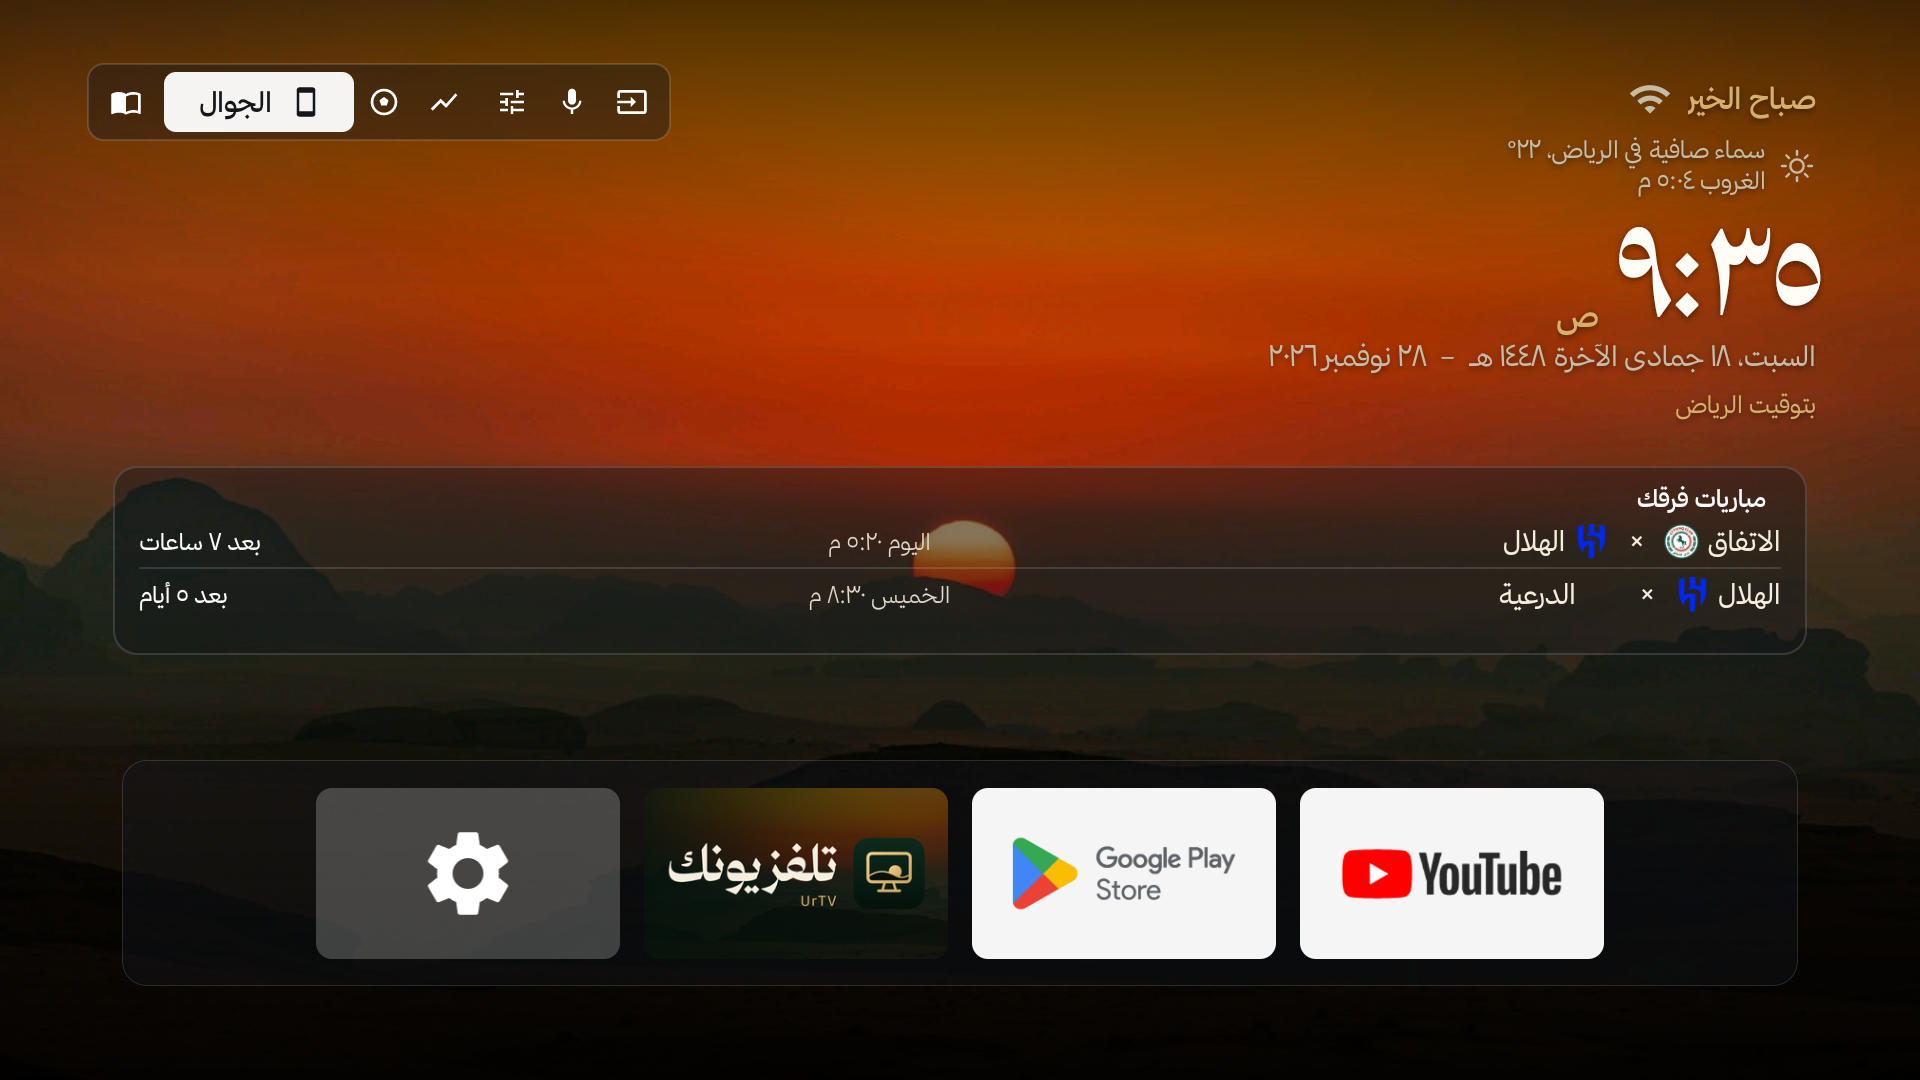 صباح الخير
سماء صافية في الرياض، ٢٢°
الغروب ٥:٠٤ م
٩:٣٥ ص
السبت، ١٨ جمادى الآخرة ١٤٤٨ هـ – ٢٨ نوفمبر ٢٠٢٦
بتوقيت الرياض
الجوال
مباريات فرقك
الاتفاق × الهلال اليوم ٥:٢٠ م بعد ٧ ساعات
الهلال × الدرعية الخميس ٨:٣٠ م بعد ٥ أيام
YouTube
Google Play
Store
تلفزيونك
UrTV